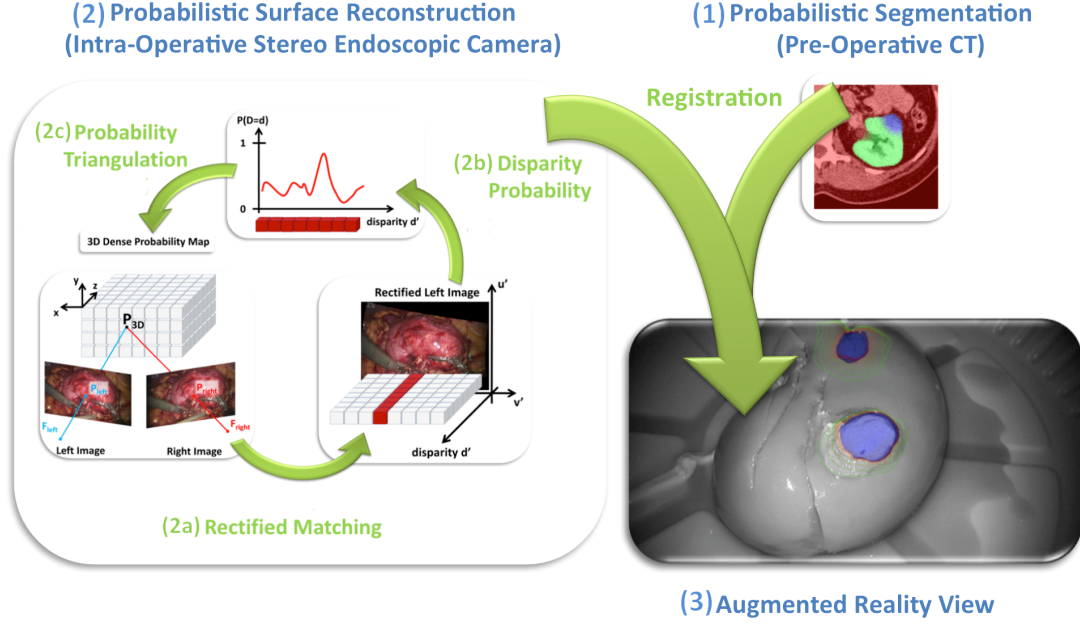 (2) Probabilistic Surface Reconstruction
(Intra-Operative Stereo Endoscopic Camera)
(1) Probabilistic Segmentation
(Pre-Operative CT)
Registration
(2c) Probability
Triangulation
P(D=d)
1
0
disparity d'
(2b) Disparity
Probability
3D Dense Probability Map
y
z
x
P3D
Pleft
Pright
Fleft
Fright
Left Image
Right Image
Rectified Left Image
u'
v'
disparity d'
(2a) Rectified Matching
(3) Augmented Reality View